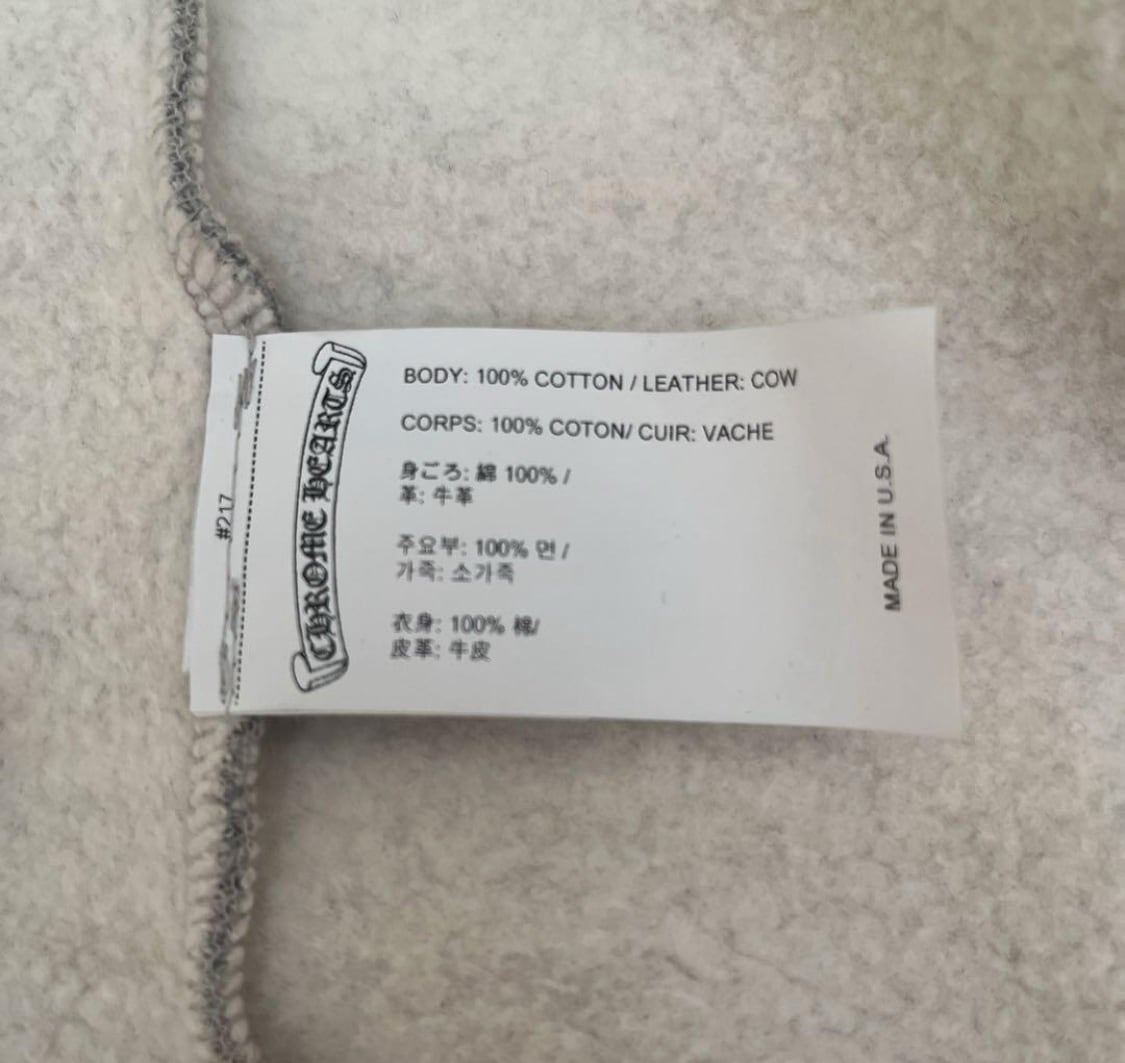 #217
CHROME HEARTS
BODY: 100% COTTON / LEATHER: COW
CORPS: 100% COTON/ CUIR: VACHE
身ごろ: 綿 100% /
革: 牛革
주요부: 100% 면 /
가죽: 소가죽
衣身: 100% 棉/
皮革: 牛皮
MADE IN U.S.A.